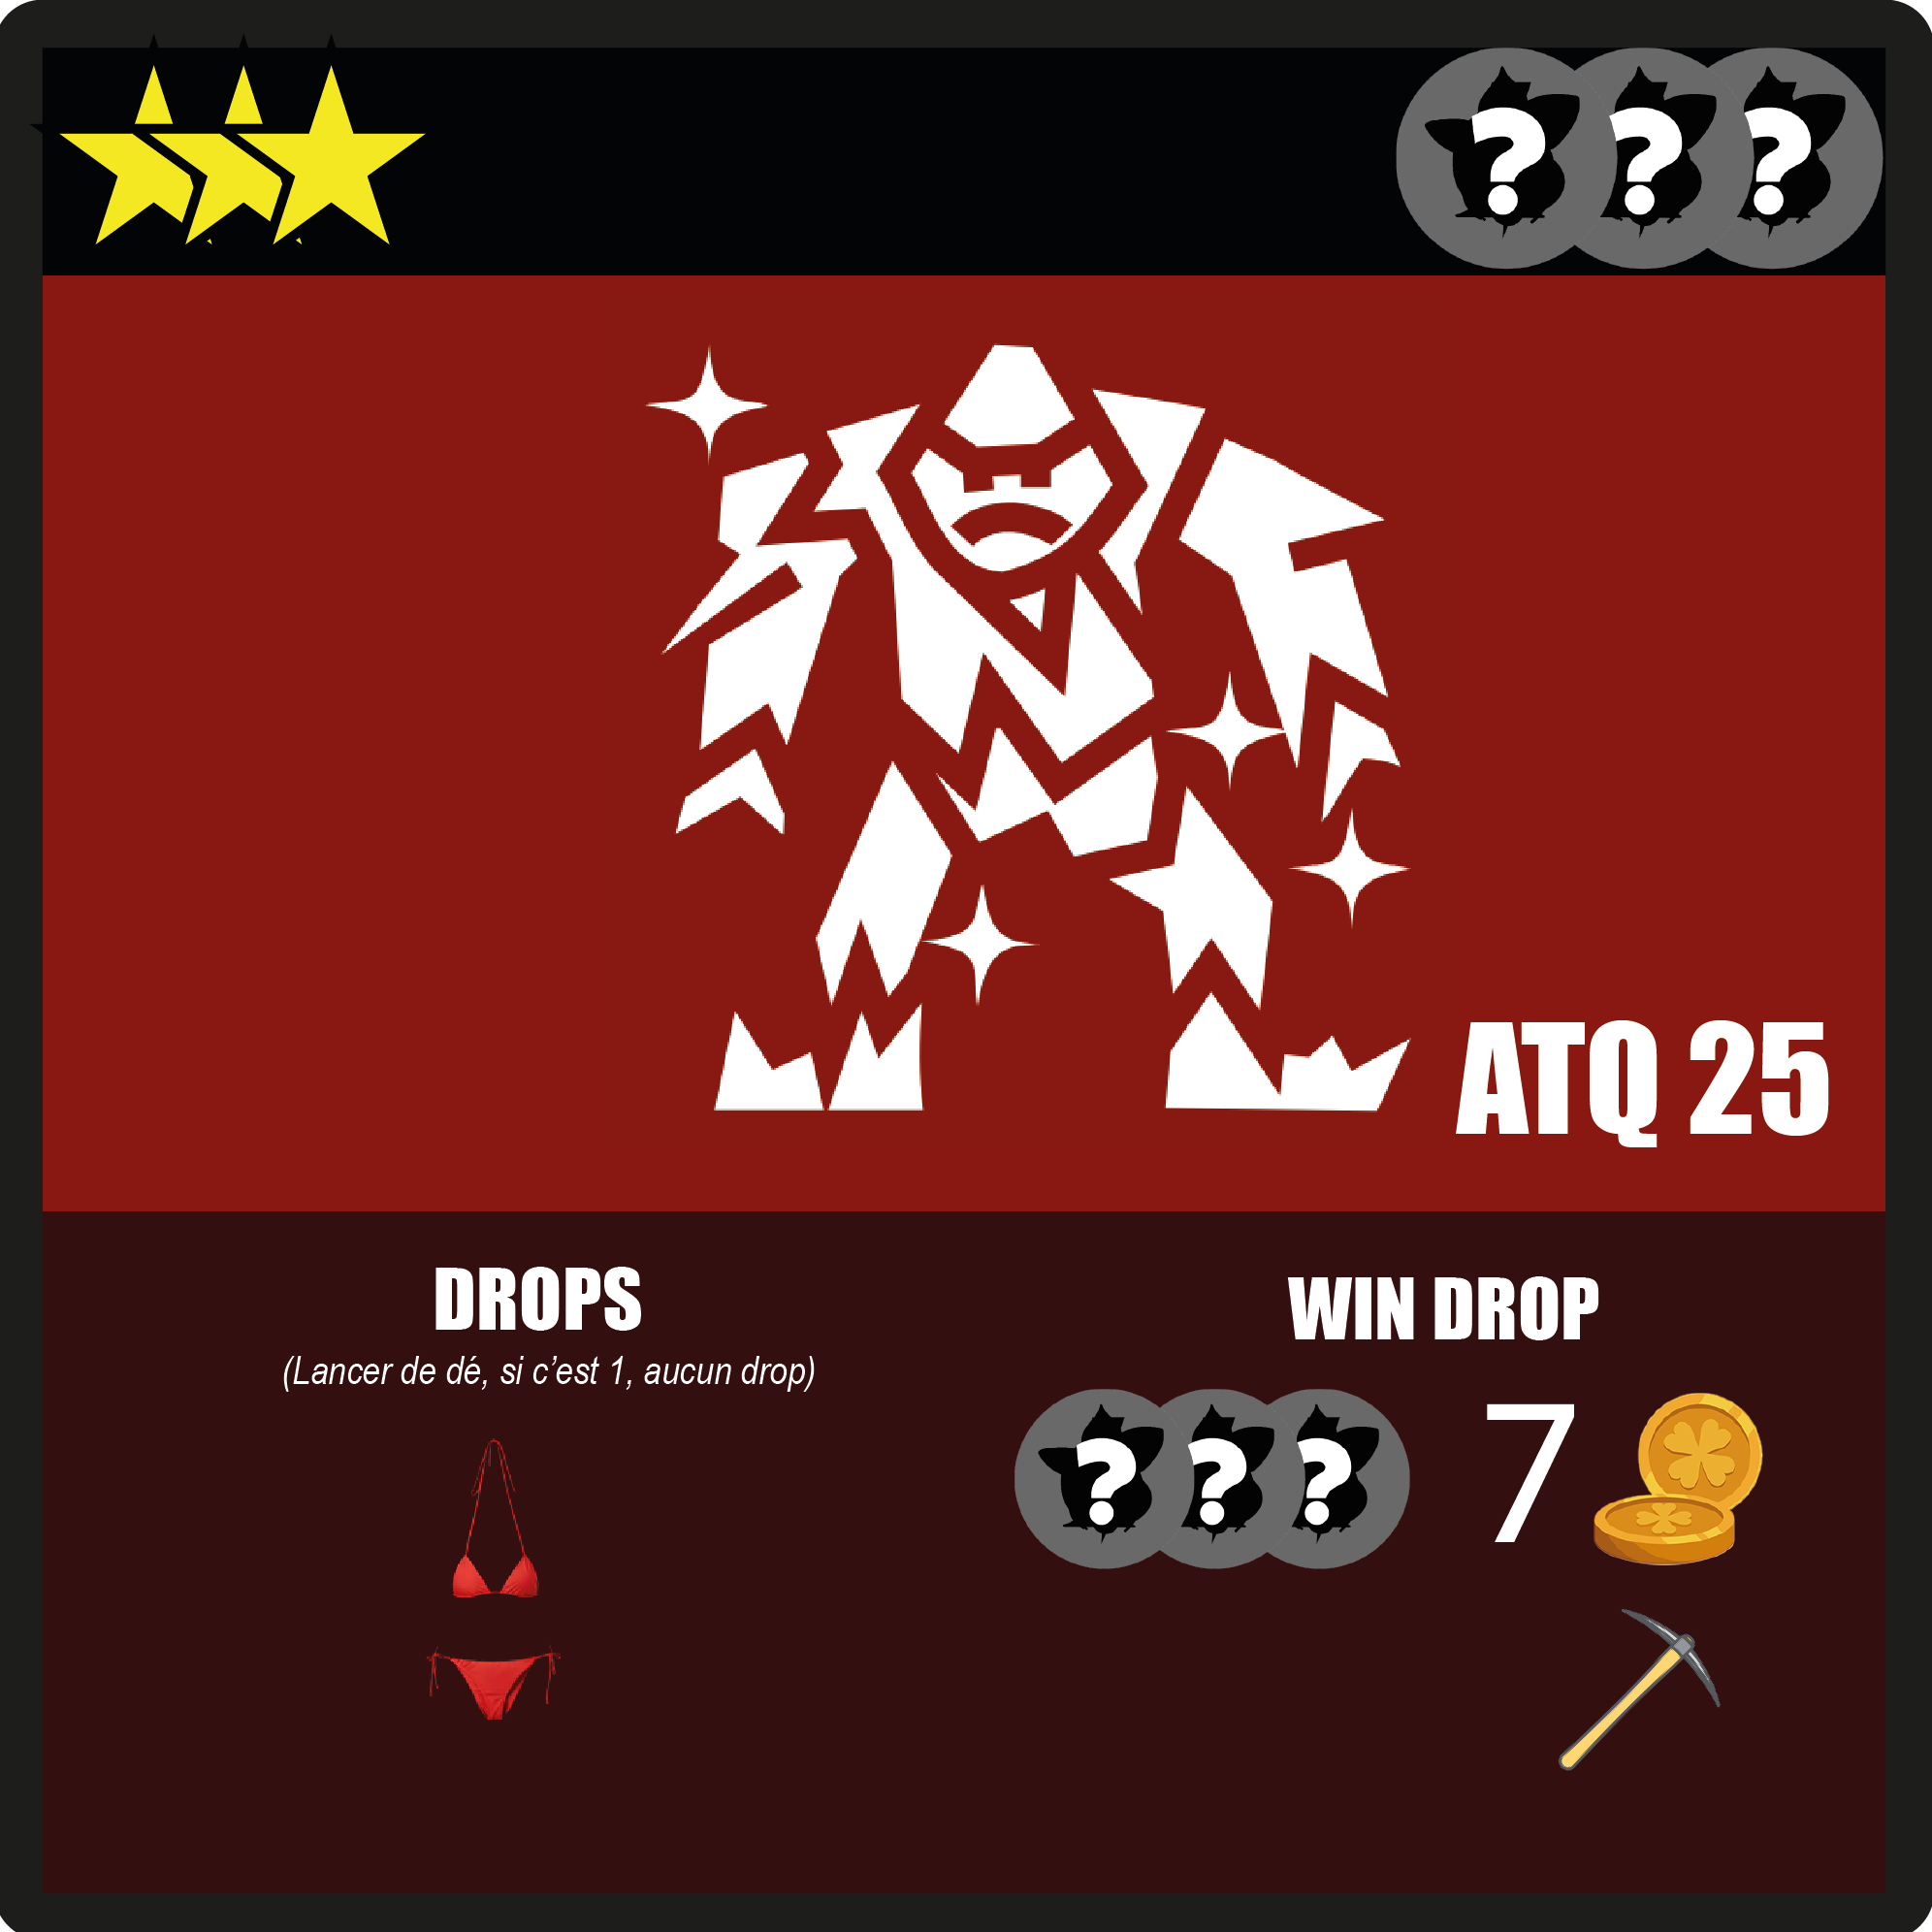 ? ? ?
ATQ 25
DROPS
(Lancer de dé, si c'est 1, aucun drop)
WIN DROP
? ? ? 7